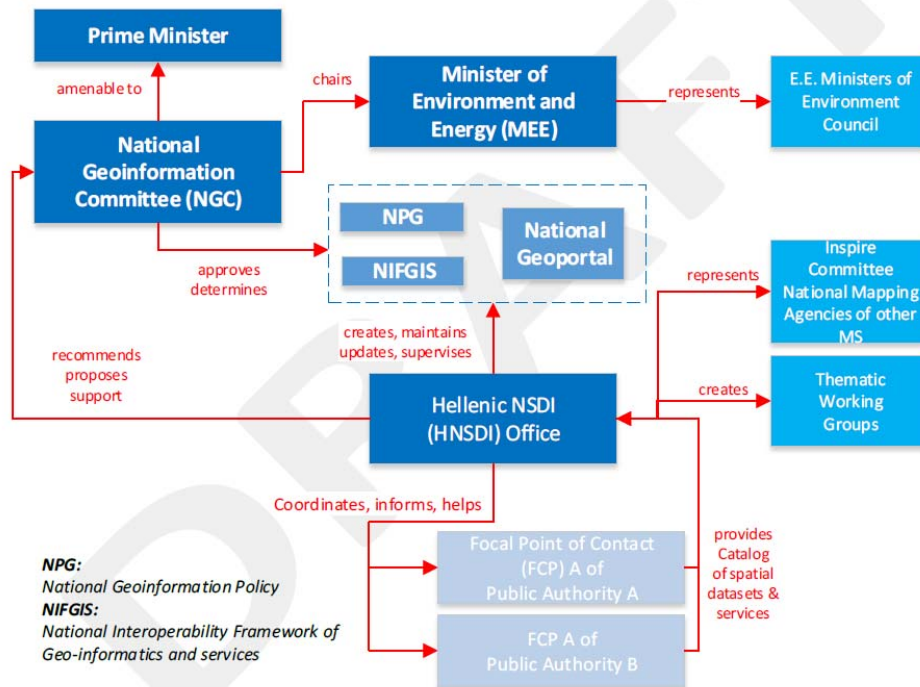 represents
Prime Minister
amenable to
chairs
Minister of
Environment and
Energy (MEE)
represents
E.E. Ministers of
Environment
Council
National
Geoinformation
Committee (NGC)
NPG
NIFGIS
National
Geoportal
approves
determines
represents
Inspire
Committee
National Mapping
Agencies of other
MS
creates, maintains
updates, supervises
recommends
proposes
support
Hellenic NSDI
(HNSDI) Office
creates
Thematic
Working
Groups
Coordinates, informs, helps
Focal Point of Contact
(FCP) A of
Public Authority A
provides
Catalog
of spatial
datasets &
services
FCP A of
Public Authority B
NPG:
National Geoinformation Policy
NIFGIS:
National Interoperability Framework of
Geo-informatics and services
DRAFT